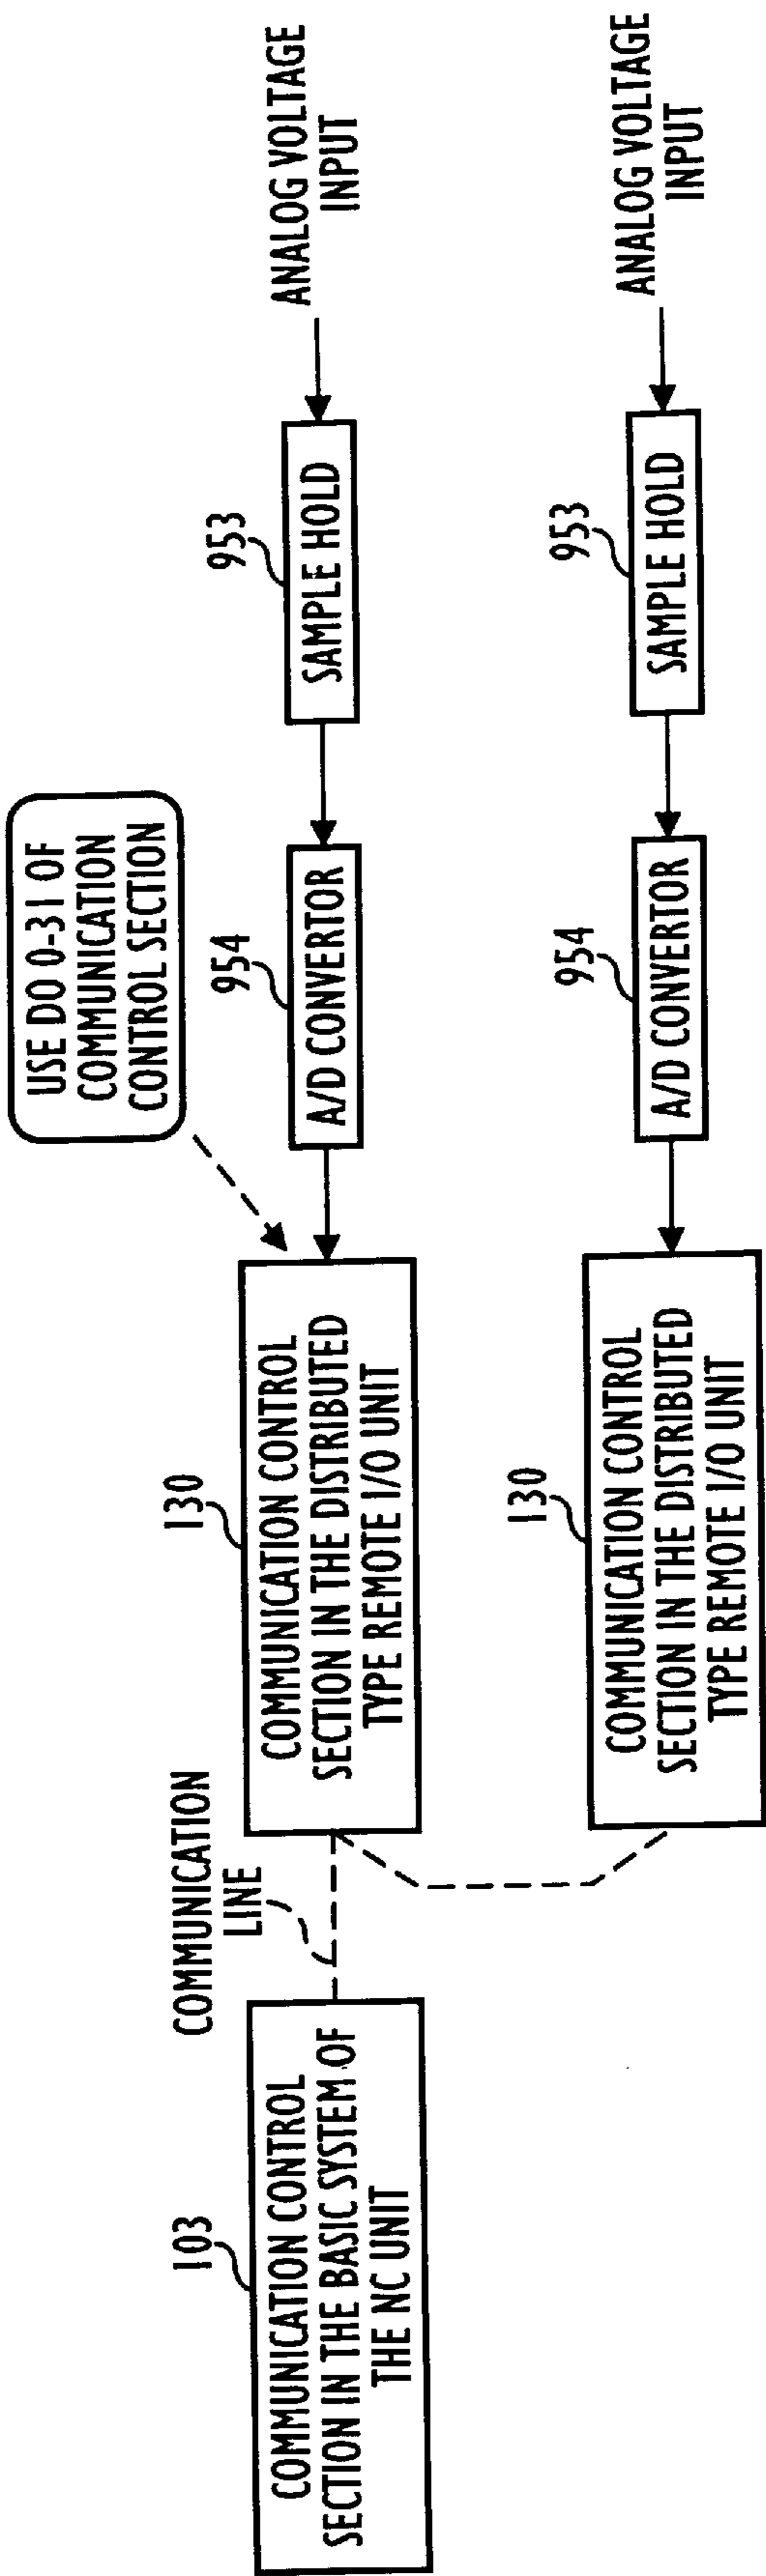 USE DO 0-31 OF
COMMUNICATION
CONTROL SECTION
COMMUNICATION
LINE
103
130
954
953
COMMUNICATION CONTROL
SECTION IN THE BASIC SYSTEM OF
THE NC UNIT
COMMUNICATION CONTROL
SECTION IN THE DISTRIBUTED
TYPE REMOTE I/O UNIT
A/D CONVERTOR
SAMPLE HOLD
ANALOG VOLTAGE
INPUT
130
954
953
COMMUNICATION CONTROL
SECTION IN THE DISTRIBUTED
TYPE REMOTE I/O UNIT
A/D CONVERTOR
SAMPLE HOLD
ANALOG VOLTAGE
INPUT